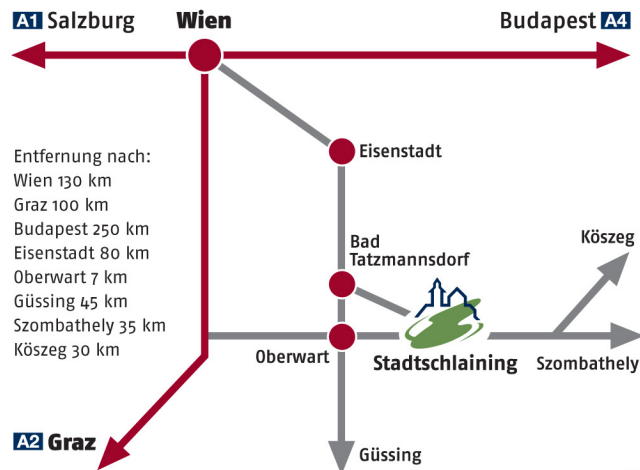 A1 Salzburg
Wien
Budapest A4
Eisenstadt
Entfernung nach:
Wien 130 km
Graz 100 km
Budapest 250 km
Eisenstadt 80 km
Oberwart 7 km
Güssing 45 km
Szombathely 35 km
Köszeg 30 km
Bad
Tatzmannsdorf
Köszeg
Oberwart
Stadtschlaining
Szombathely
A2 Graz
Güssing